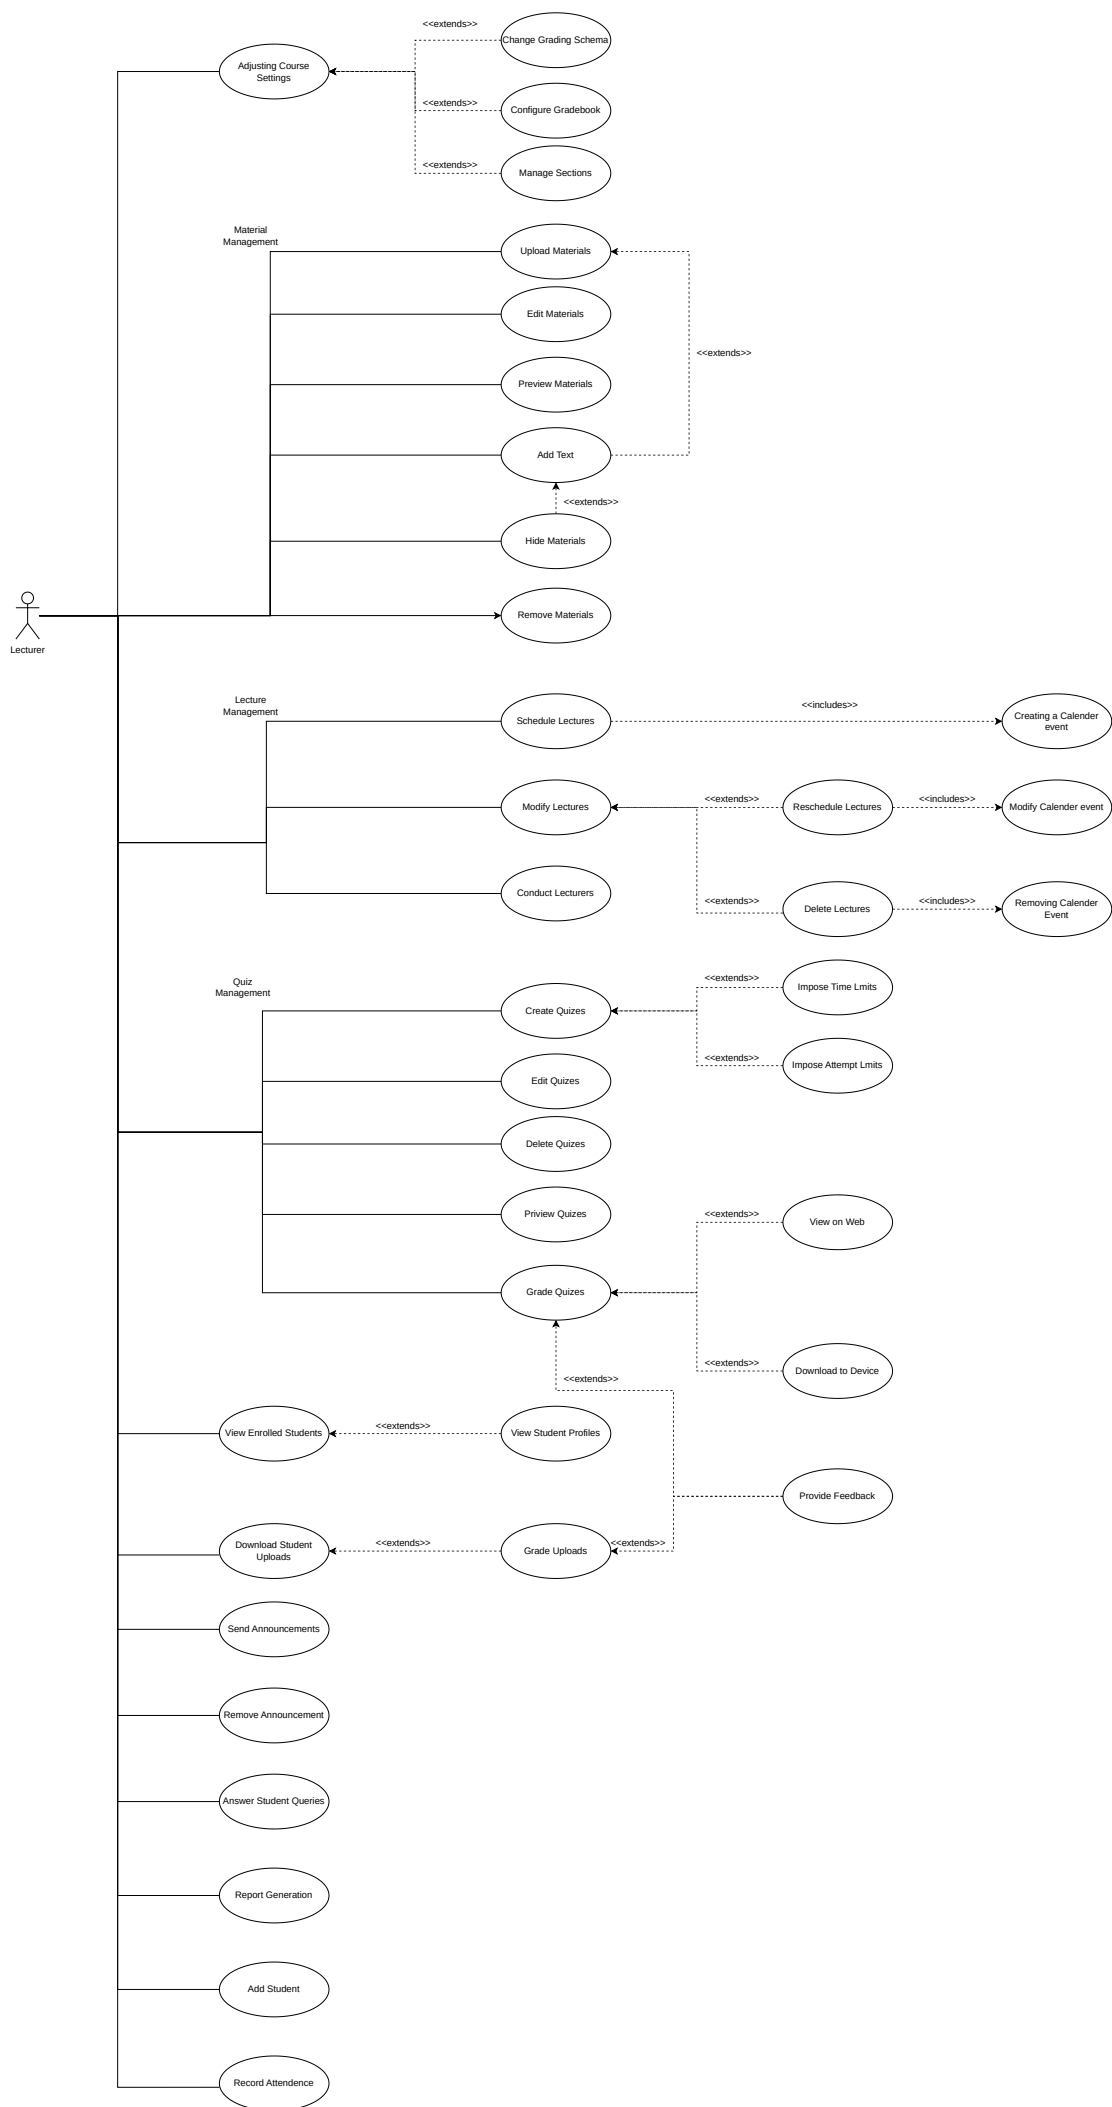 <<extends>>
Change Grading Schema
Adjusting Course
Settings
<<extends>>
Configure Gradebook
<<extends>>
Manage Sections
Material
Management
Upload Materials
Edit Materials
<<extends>>
Preview Materials
Add Text
<<extends>>
Hide Materials
Remove Materials
Lecturer
Lecture
Management
Schedule Lectures
<<includes>>
Creating a Calender
event
Modify Lectures
<<extends>>
Reschedule Lectures
<<includes>>
Modify Calender event
Conduct Lecturers
<<extends>>
Delete Lectures
<<includes>>
Removing Calender
Event
Quiz
Management
<<extends>>
Impose Time Lmits
Create Quizes
<<extends>>
Impose Attempt Lmits
Edit Quizes
Delete Quizes
Priview Quizes
<<extends>>
View on Web
Grade Quizes
<<extends>>
Download to Device
<<extends>>
View Enrolled Students
<<extends>>
View Student Profiles
Provide Feedback
Download Student
Uploads
<<extends>>
Grade Uploads
<<extends>>
Send Announcements
Remove Announcement
Answer Student Queries
Report Generation
Add Student
Record Attendence